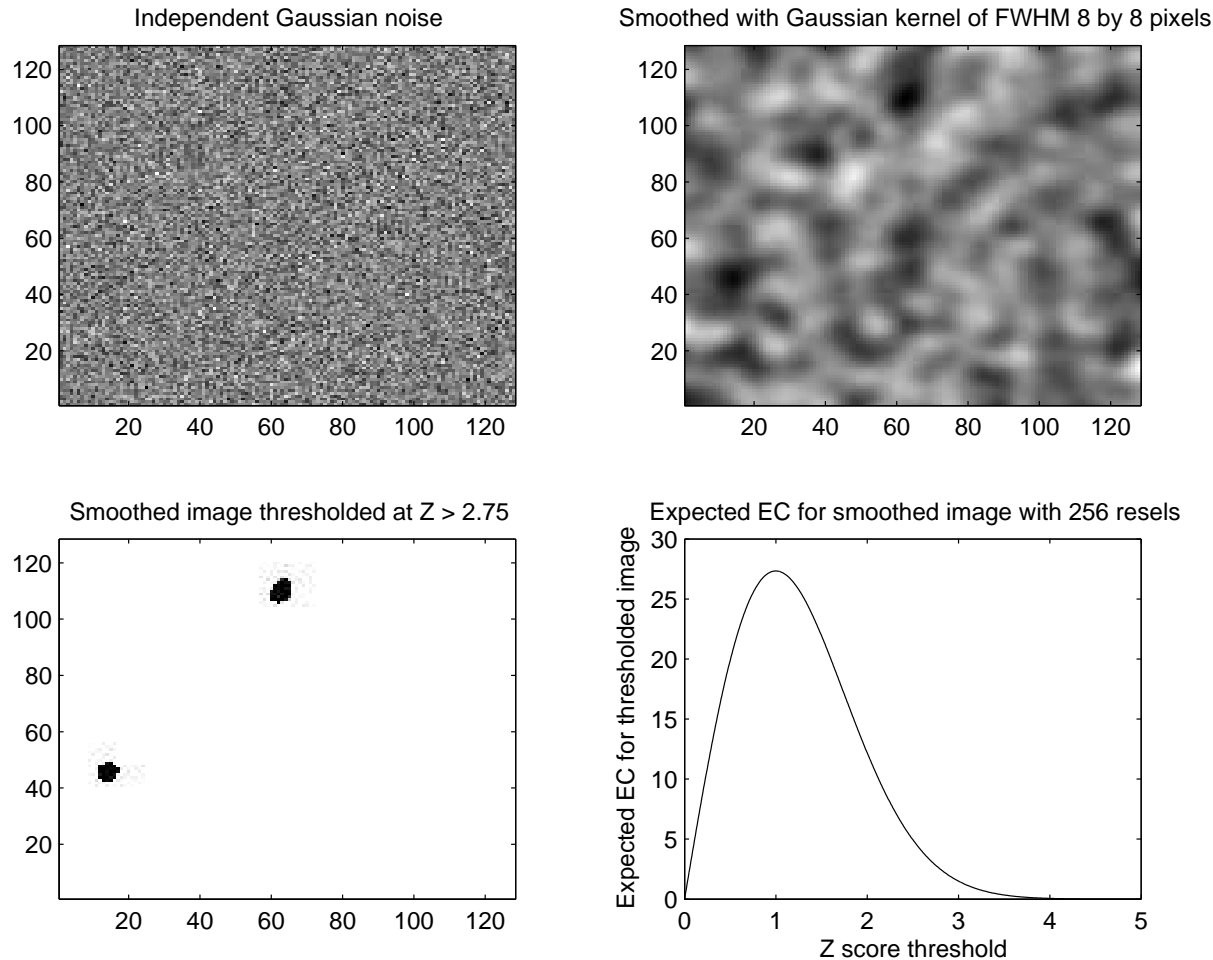 Independent Gaussian noise
120
100
80
60
40
20
20 40 60 80 100 120
Smoothed with Gaussian kernel of FWHM 8 by 8 pixels
120
100
80
60
40
20
20 40 60 80 100 120
Smoothed image thresholded at Z > 2.75
120
100
80
60
40
20
20 40 60 80 100 120
Expected EC for smoothed image with 256 resels
Expected EC for thresholded image
30
25
20
15
10
5
0
0 1 2 3 4 5
Z score threshold